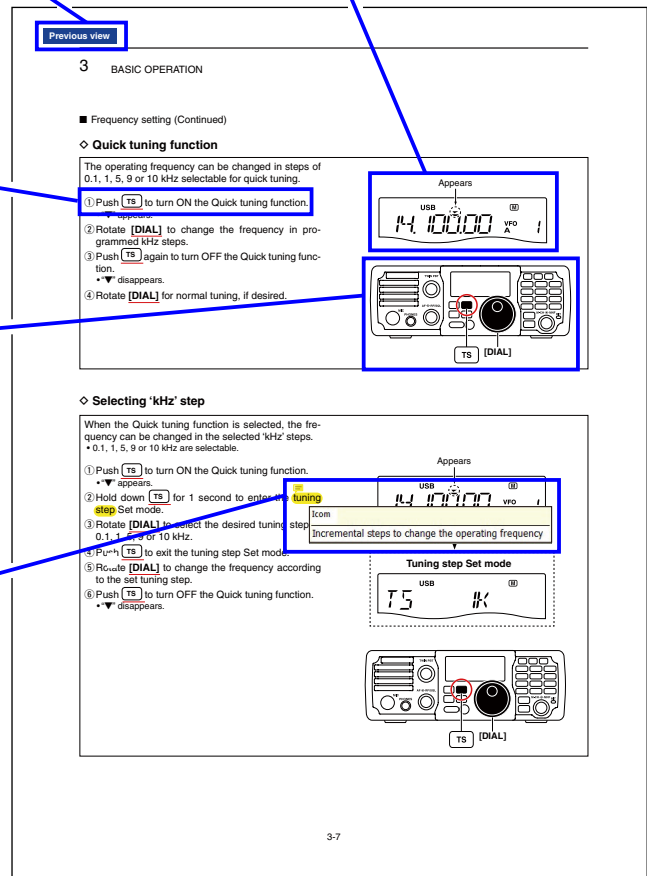 Previous view
3 BASIC OPERATION
■ Frequency setting (Continued)
◇ Quick tuning function
The operating frequency can be changed in steps of
0.1, 1, 5, 9 or 10 kHz selectable for quick tuning.
① Push TS to turn ON the Quick tuning function.
• "▼" appears.
② Rotate [DIAL] to change the frequency in pro-
grammed kHz steps.
③ Push TS again to turn OFF the Quick tuning func-
tion.
• "▼" disappears.
④ Rotate [DIAL] for normal tuning, if desired.
Appears
USB M
14.100.00 VFO A 1
PHONES
TS [DIAL]
◇ Selecting 'kHz' step
When the Quick tuning function is selected, the fre-
quency can be changed in the selected 'kHz' steps.
• 0.1, 1, 5, 9 or 10 kHz are selectable.
① Push TS to turn ON the Quick tuning function.
• "▼" appears.
② Hold down TS for 1 second to enter the tuning
step Set mode.
③ Rotate [DIAL] to select the desired tuning step
0.1, 1, 5, 9 or 10 kHz.
④ Push TS to exit the tuning step Set mode.
⑤ Rotate [DIAL] to change the frequency according
to the set tuning step.
⑥ Push TS to turn OFF the Quick tuning function.
• "▼" disappears.
Appears
USB M
14.100.00 VFO 1
Icom
Incremental steps to change the operating frequency
Tuning step Set mode
USB M
TS 1K
PHONES
TS [DIAL]
3-7